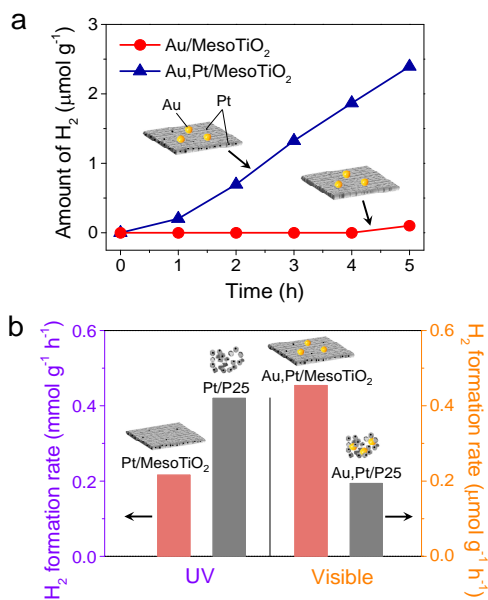 a
Au/MesoTiO₂
Au,Pt/MesoTiO₂
Au
Pt
Amount of H₂ (μmol g⁻¹)
3
2
1
0
0 1 2 3 4 5
Time (h)
b
H₂ formation rate (mmol g⁻¹ h⁻¹)
0.6
0.4
0.2
0.0
Pt/P25
Au,Pt/MesoTiO₂
Pt/MesoTiO₂
Au,Pt/P25
UV
Visible
0.6
0.4
0.2
0.0
H₂ formation rate (μmol g⁻¹ h⁻¹)